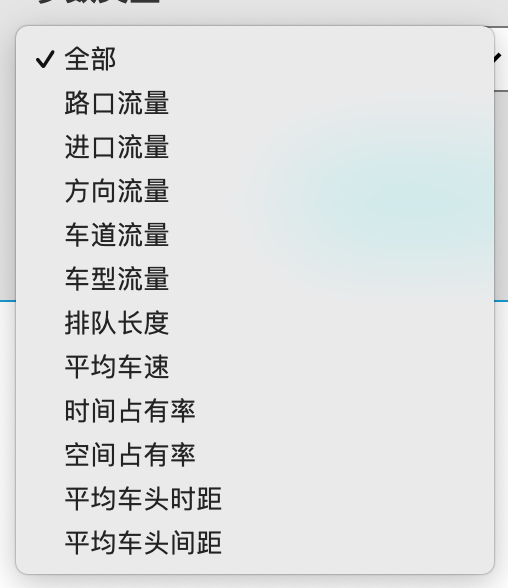 全部
路口流量
进口流量
方向流量
车道流量
车型流量
排队长度
平均车速
时间占有率
空间占有率
平均车头时距
平均车头间距